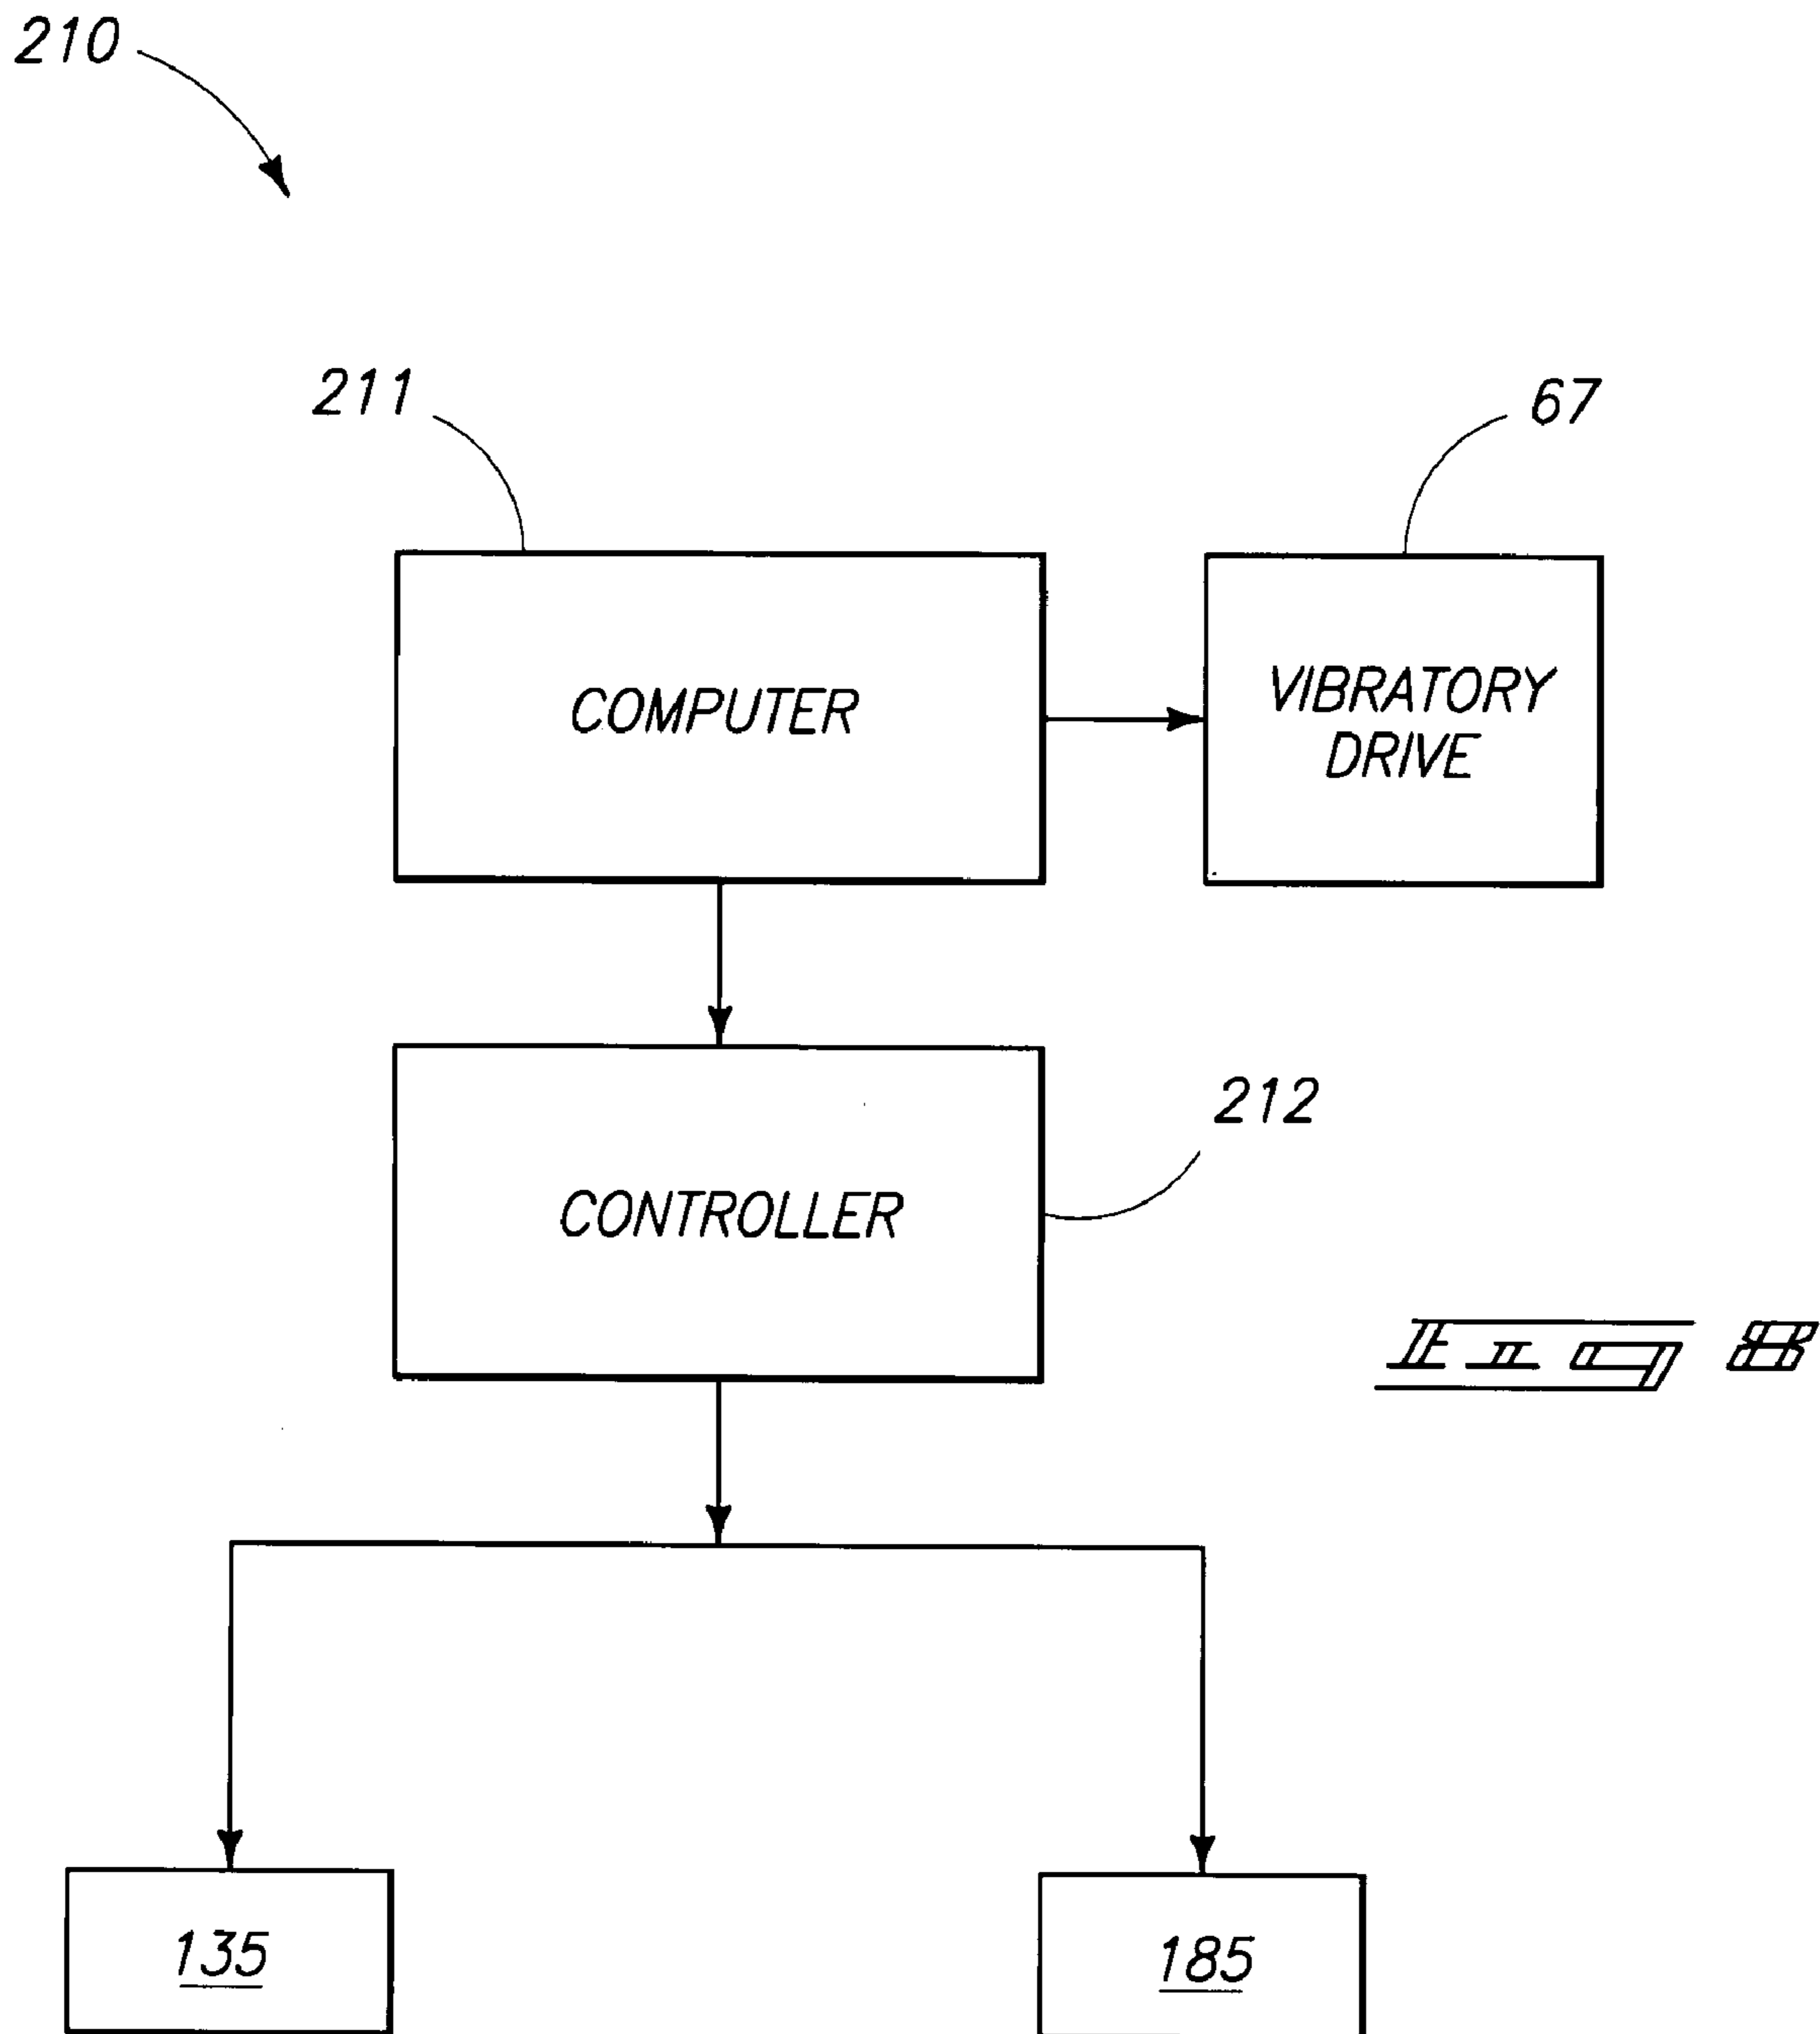 210
211
67
COMPUTER
VIBRATORY
DRIVE
212
CONTROLLER
Fig 8
135
185